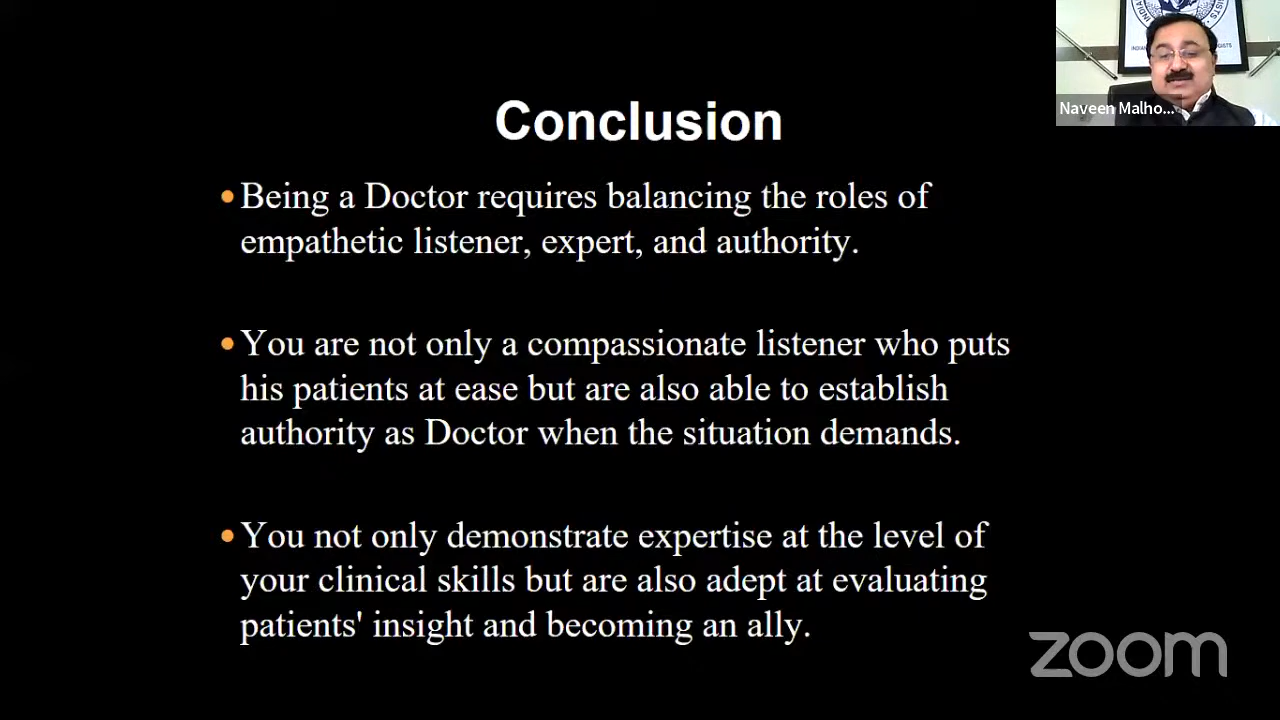 Conclusion
• Being a Doctor requires balancing the roles of
empathetic listener, expert, and authority.
• You are not only a compassionate listener who puts
his patients at ease but are also able to establish
authority as Doctor when the situation demands.
• You not only demonstrate expertise at the level of
your clinical skills but are also adept at evaluating
patients' insight and becoming an ally.
Naveen Malho...
zoom